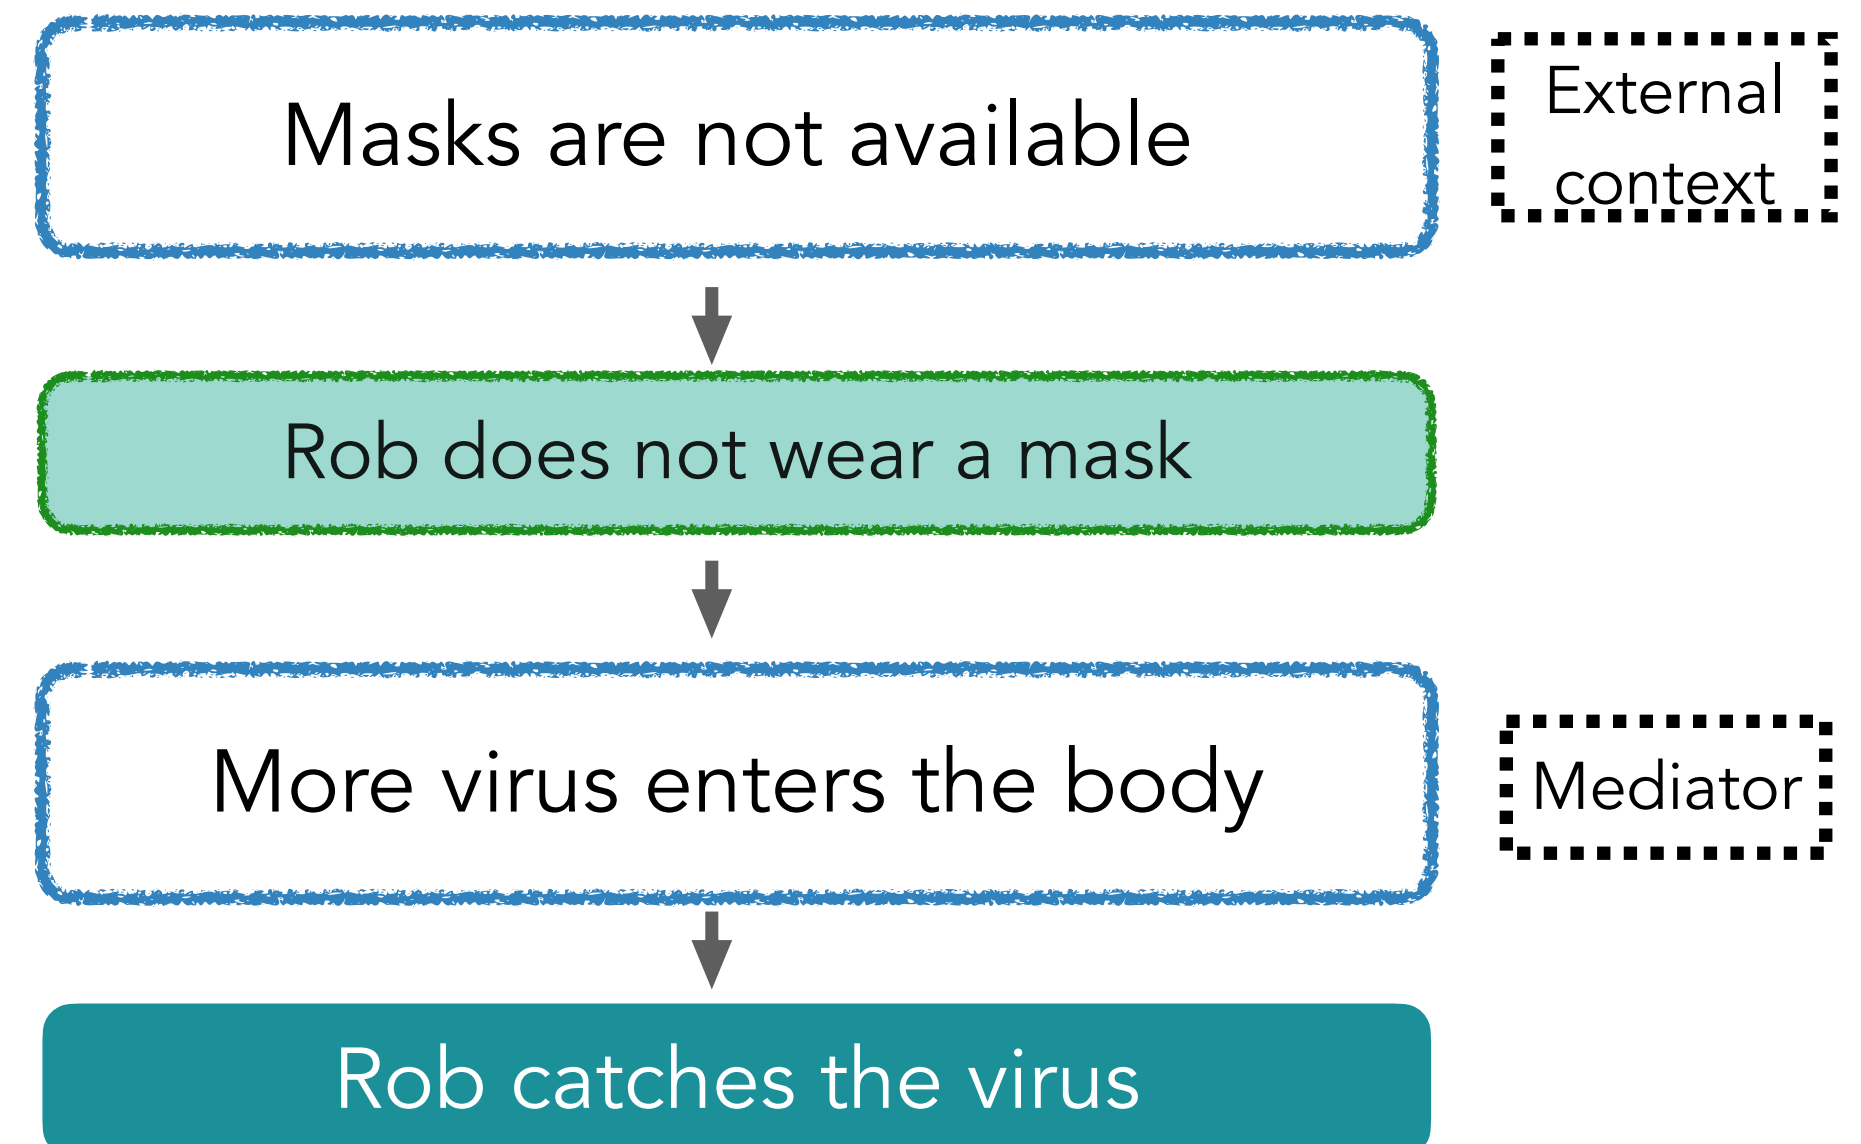 Masks are not available
External
context
Rob does not wear a mask
More virus enters the body
Mediator
Rob catches the virus